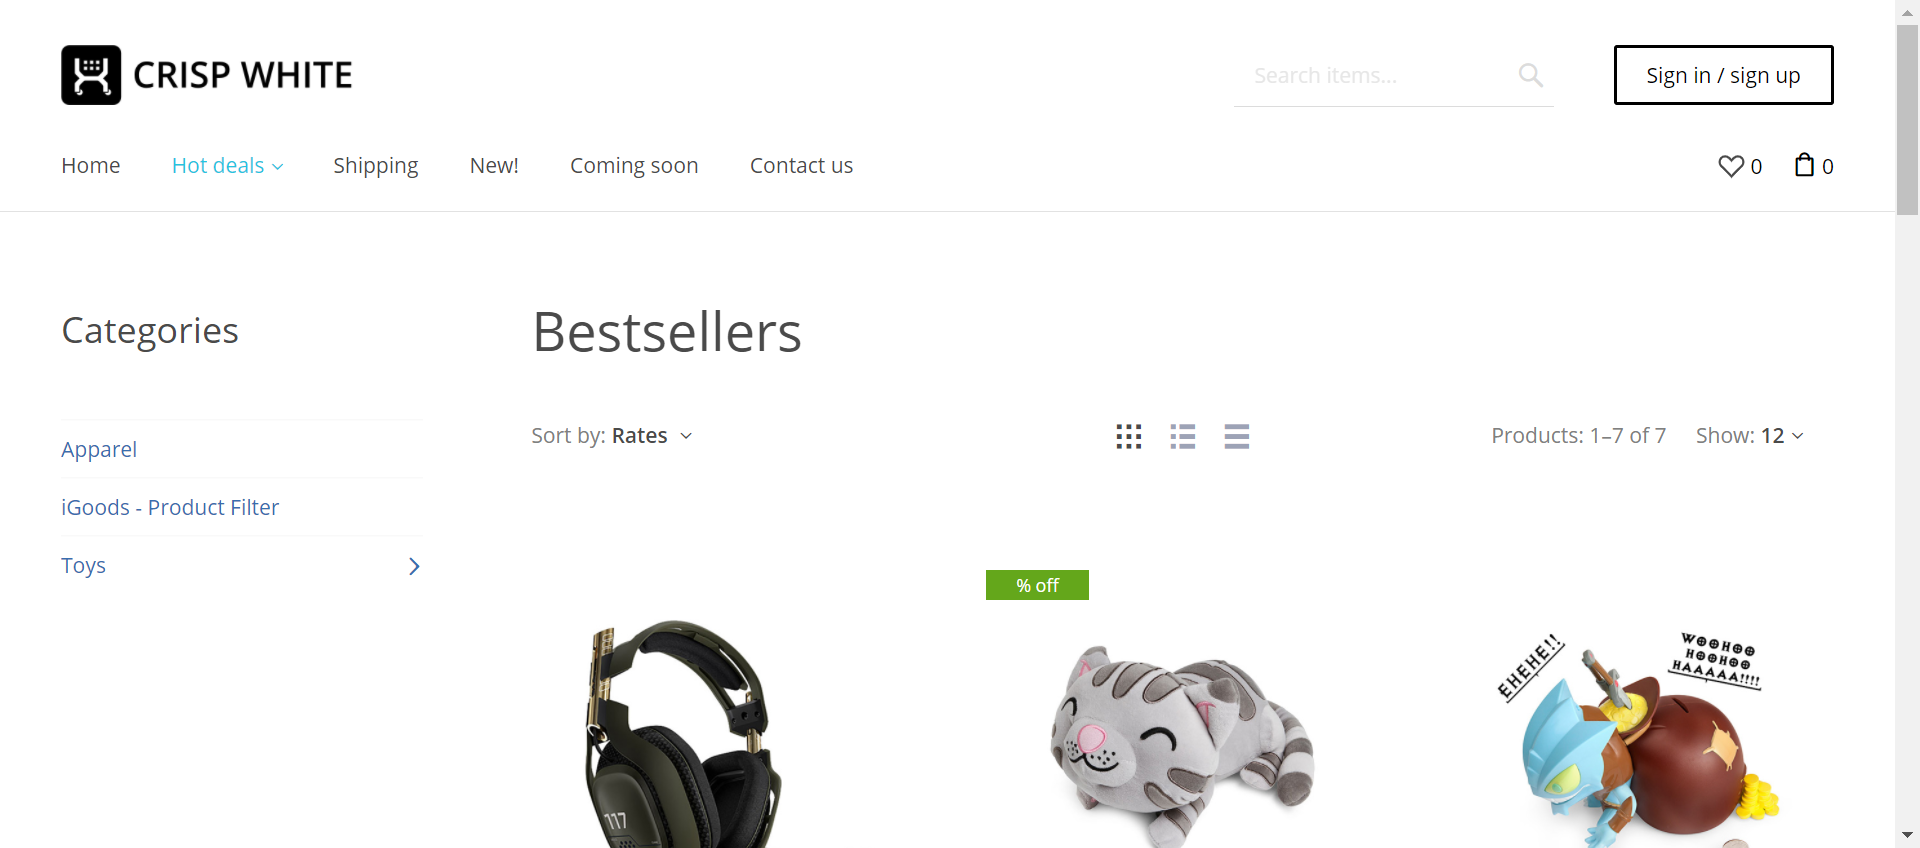 CRISP WHITE
Search items...
Sign in / sign up
Home
Hot deals
Shipping
New!
Coming soon
Contact us
0
0
Categories
Apparel
iGoods - Product Filter
Toys
Bestsellers
Sort by: Rates
Products: 1–7 of 7
Show: 12
% off
117
EHEHE!!
WOOHOO
HOOHOO
HAAAAA!!!!